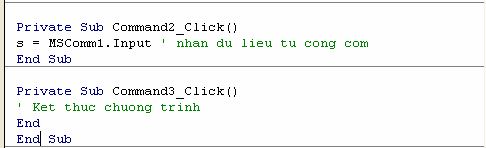 Private Sub Command2_Click()
s = MSComm1.Input ' nhan du lieu tu cong com
End Sub
Private Sub Command3_Click()
' Ket thuc chuong trinh
End
End Sub